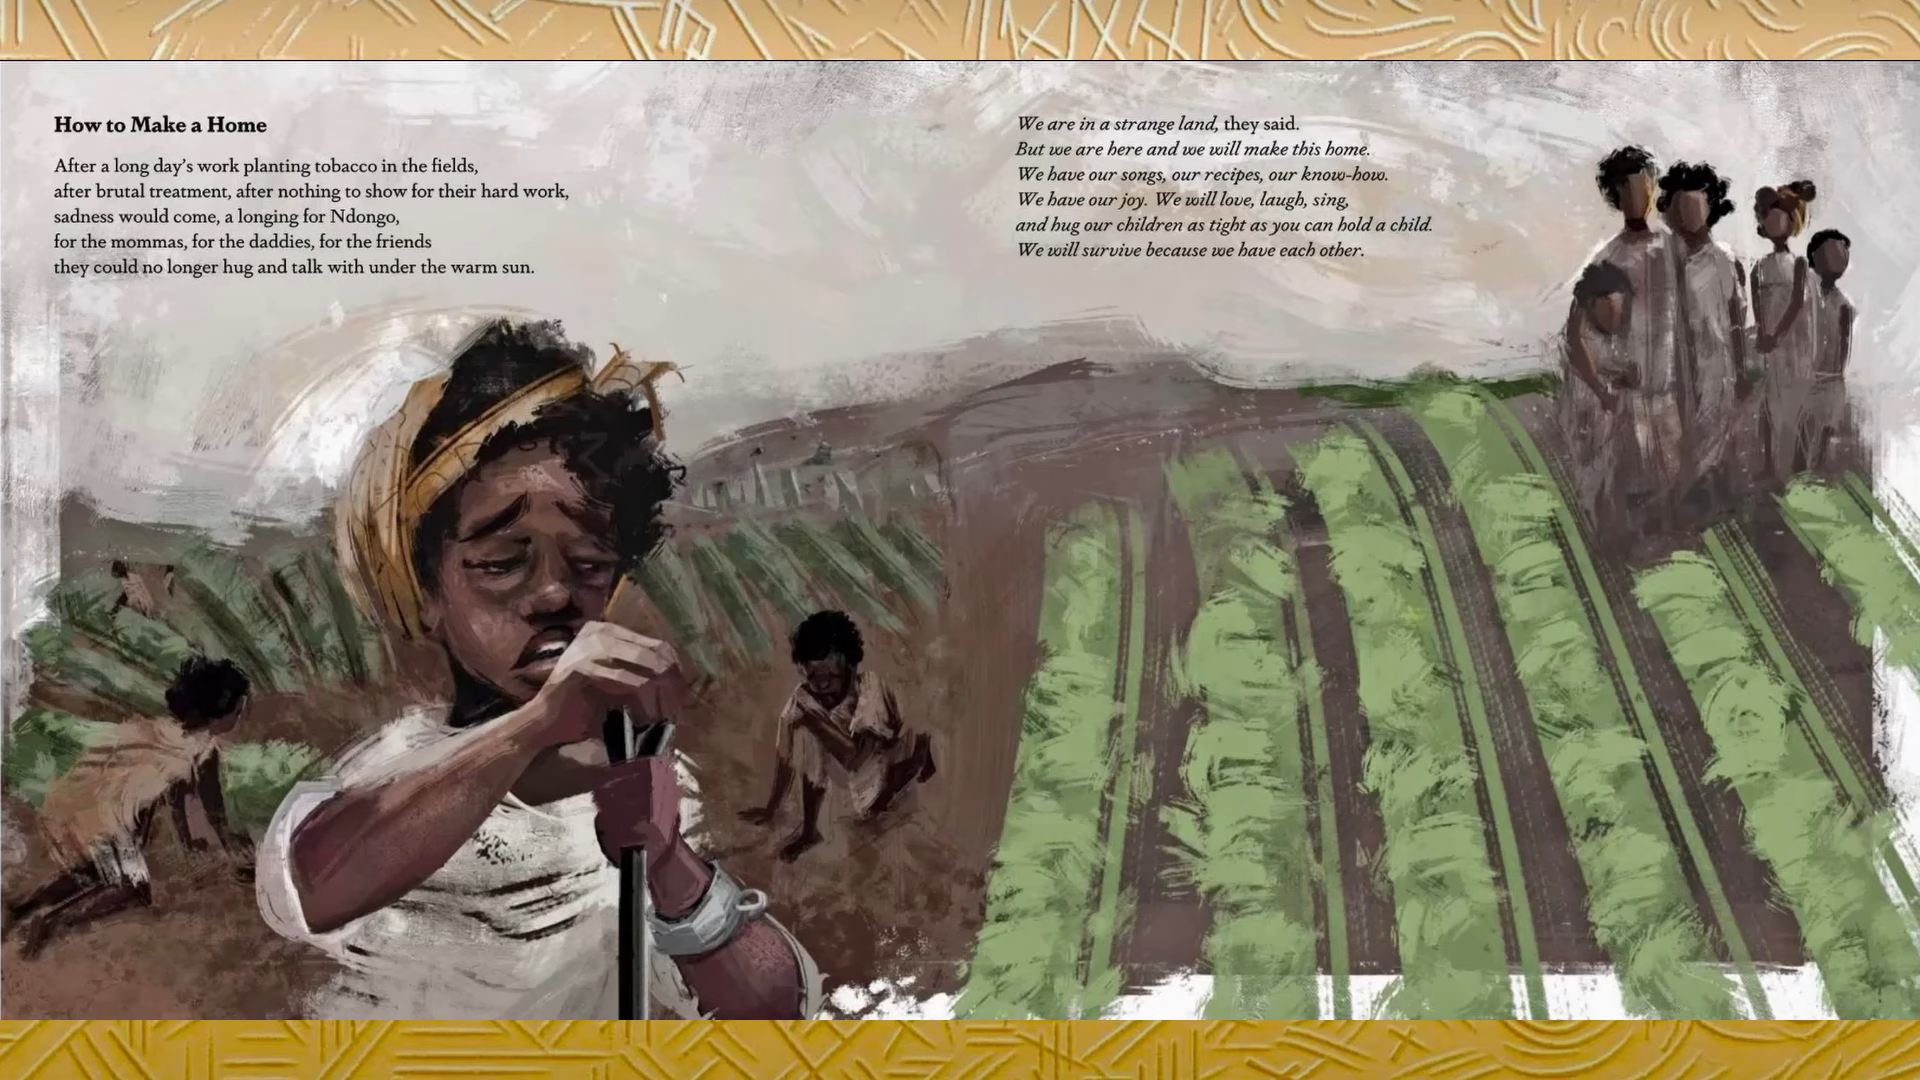 How to Make a Home
After a long day's work planting tobacco in the fields,
after brutal treatment, after nothing to show for their hard work,
sadness would come, a longing for Ndongo,
for the mommas, for the daddies, for the friends
they could no longer hug and talk with under the warm sun.
We are in a strange land, they said.
But we are here and we will make this home.
We have our songs, our recipes, our know-how.
We have our joy. We will love, laugh, sing,
and hug our children as tight as you can hold a child.
We will survive because we have each other.